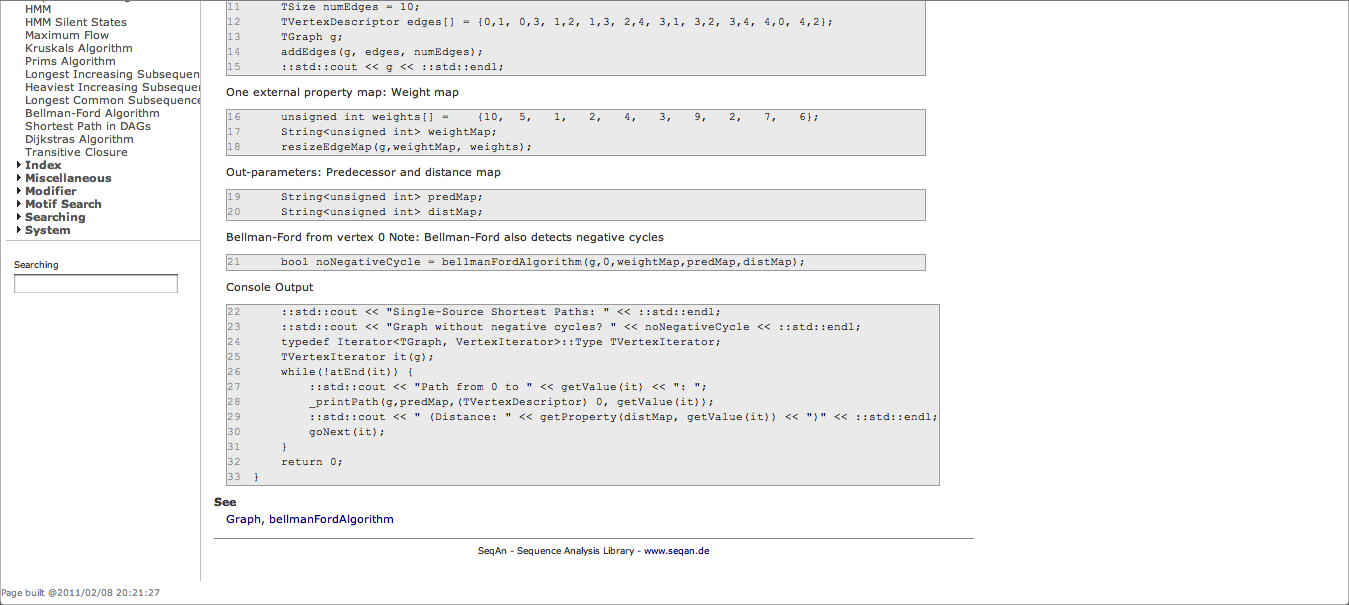 HMM
HMM Silent States
Maximum Flow
Kruskals Algorithm
Prims Algorithm
Longest Increasing Subsequen
Heaviest Increasing Subseque
Longest Common Subsequence
Bellman-Ford Algorithm
Shortest Path in DAGs
Dijkstras Algorithm
Transitive Closure
Index
Miscellaneous
Modifier
Motif Search
Searching
System
Searching
11 TSize numEdges = 10;
12 TVertexDescriptor edges[] = {0,1, 0,3, 1,2, 1,3, 2,4, 3,1, 3,2, 3,4, 4,0, 4,2};
13 TGraph g;
14 addEdges(g, edges, numEdges);
15 ::std::cout << g << ::std::endl;
One external property map: Weight map
16 unsigned int weights[] = {10, 5, 1, 2, 4, 3, 9, 2, 7, 6};
17 String<unsigned int> weightMap;
18 resizeEdgeMap(g,weightMap, weights);
Out-parameters: Predecessor and distance map
19 String<unsigned int> predMap;
20 String<unsigned int> distMap;
Bellman-Ford from vertex 0 Note: Bellman-Ford also detects negative cycles
21 bool noNegativeCycle = bellmanFordAlgorithm(g,0,weightMap,predMap,distMap);
Console Output
22 ::std::cout << "Single-Source Shortest Paths: " << ::std::endl;
23 ::std::cout << "Graph without negative cycles? " << noNegativeCycle << ::std::endl;
24 typedef Iterator<TGraph, VertexIterator>::Type TVertexIterator;
25 TVertexIterator it(g);
26 while(!atEnd(it)) {
27 ::std::cout << "Path from 0 to " << getValue(it) << ": ";
28 _printPath(g,predMap,(TVertexDescriptor) 0, getValue(it));
29 ::std::cout << " (Distance: " << getProperty(distMap, getValue(it)) << ")" << ::std::endl;
30 goNext(it);
31 }
32 return 0;
33 }
See
Graph, bellmanFordAlgorithm
SeqAn - Sequence Analysis Library - www.seqan.de
Page built @2011/02/08 20:21:27